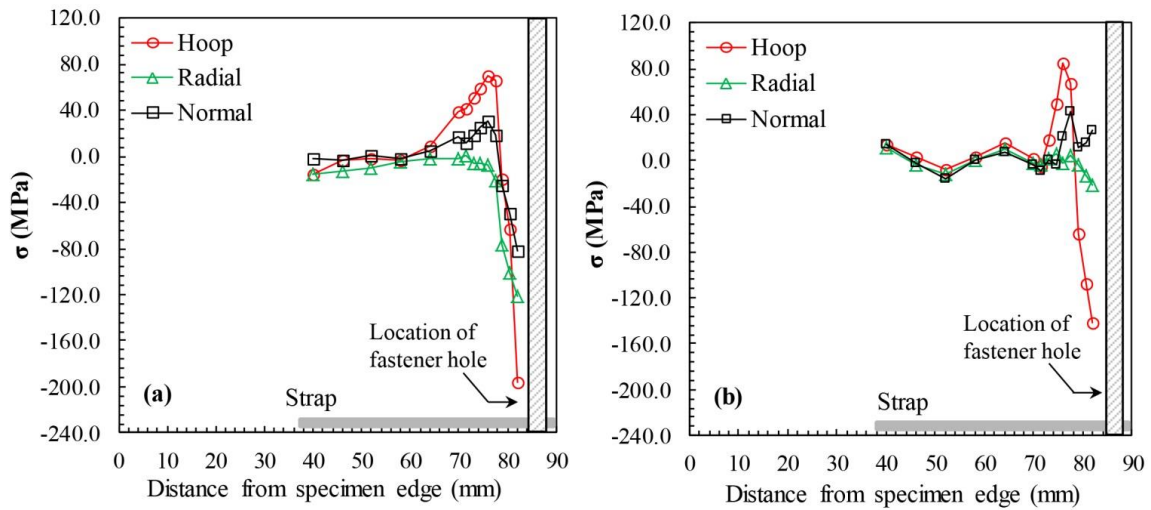 120.0
80.0
40.0
0.0
-40.0
-80.0
-120.0
-160.0
-200.0
-240.0
σ (MPa)
Hoop
Radial
Normal
Location of
fastener hole
(a)
Strap
0 10 20 30 40 50 60 70 80 90
Distance from specimen edge (mm)
120.0
80.0
40.0
0.0
-40.0
-80.0
-120.0
-160.0
-200.0
-240.0
σ (MPa)
Hoop
Radial
Normal
Location of
fastener hole
(b)
Strap
0 10 20 30 40 50 60 70 80 90
Distance from specimen edge (mm)